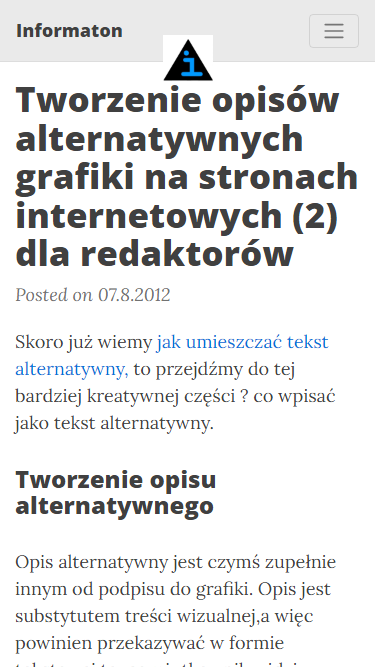 Informaton
Tworzenie opisów
alternatywnych
grafiki na stronach
internetowych (2)
dla redaktorów
Posted on 07.8.2012
Skoro już wiemy jak umieszczać tekst
alternatywny, to przejdźmy do tej
bardziej kreatywnej części ? co wpisać
jako tekst alternatywny.
Tworzenie opisu
alternatywnego
Opis alternatywny jest czymś zupełnie
innym od podpisu do grafiki. Opis jest
substytutem treści wizualnej,a więc
powinien przekazywać w formie